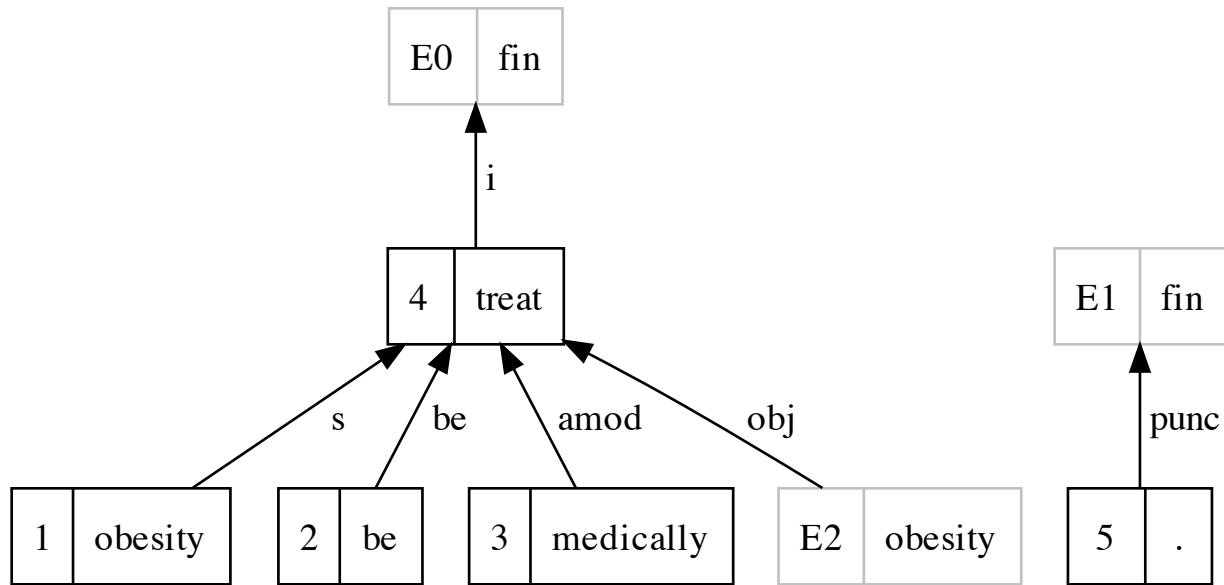 E0 fin
i
4 treat
E1 fin
s be amod obj punc
1 obesity 2 be 3 medically E2 obesity 5 .